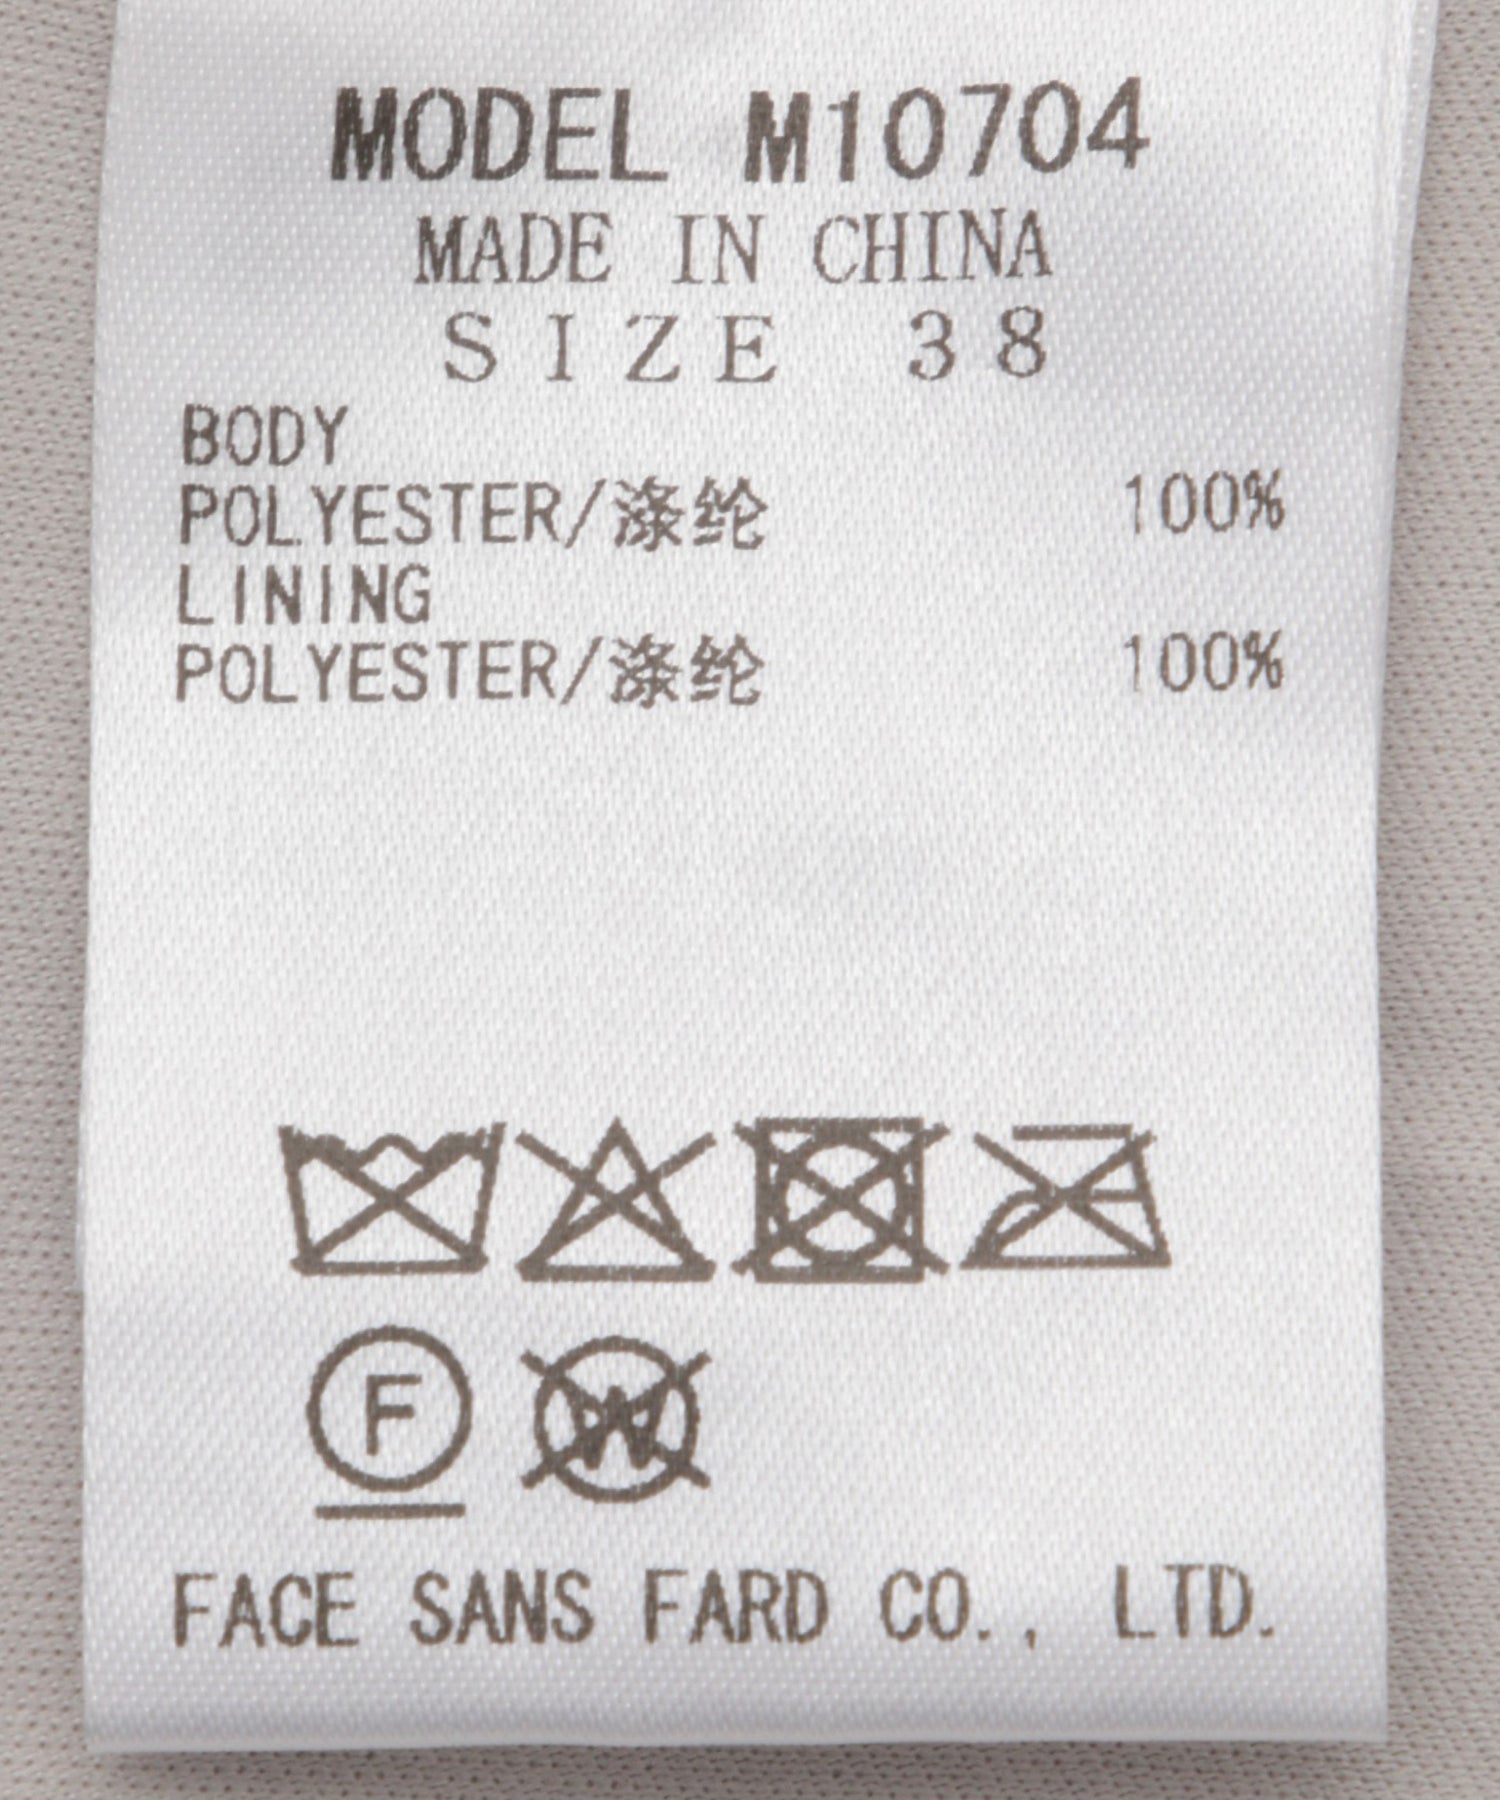 MODEL M10704
MADE IN CHINA
SIZE 38
BODY
POLYESTER/涤纶 100%
LINING
POLYESTER/涤纶 100%
F
W
FACE SANS FARD CO., LTD.